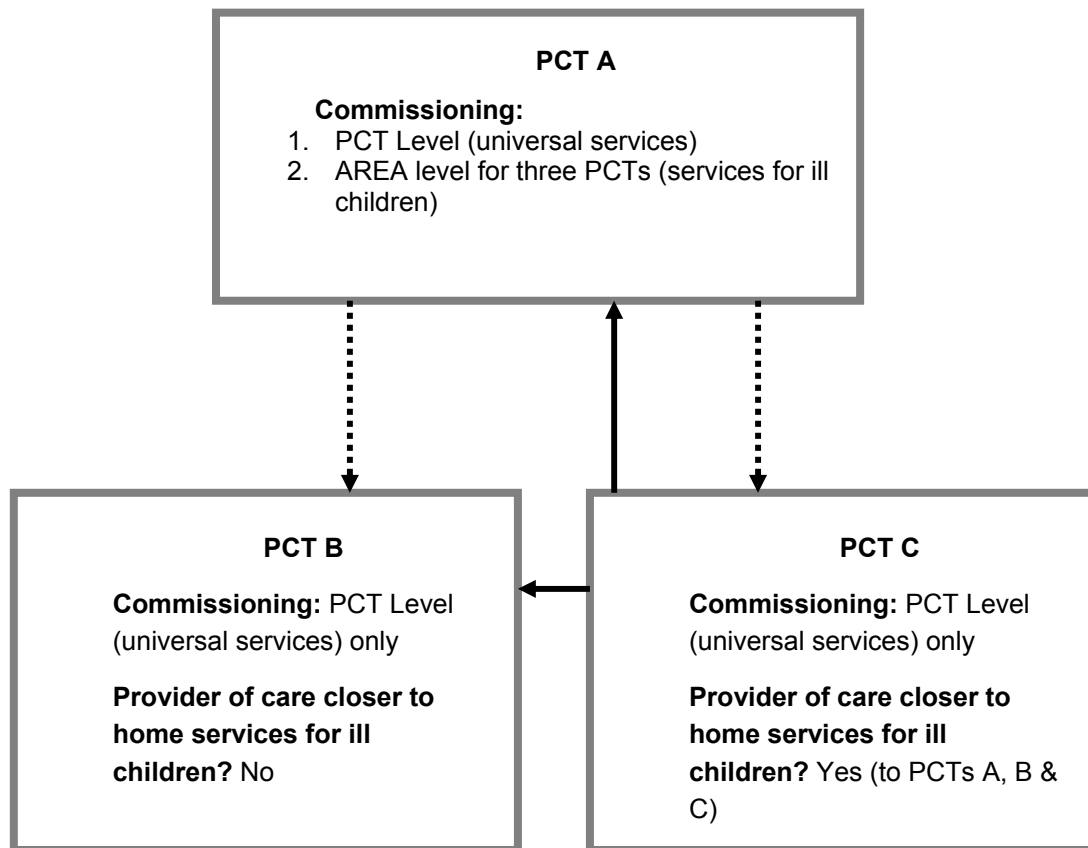 PCT A
Commissioning:
1. PCT Level (universal services)
2. AREA level for three PCTs (services for ill
children)
PCT B
Commissioning: PCT Level
(universal services) only
Provider of care closer to
home services for ill
children? No
PCT C
Commissioning: PCT Level
(universal services) only
Provider of care closer to
home services for ill
children? Yes (to PCTs A, B &
C)